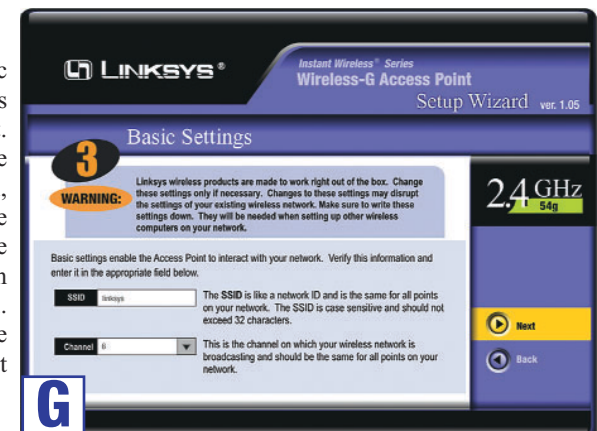 LINKSYS®
Instant Wireless® Series
Wireless-G Access Point
Setup Wizard ver. 1.05
Basic Settings
3
WARNING:
Linksys wireless products are made to work right out of the box. Change
these settings only if necessary. Changes to these settings may disrupt
the settings of your existing wireless network. Make sure to write these
settings down. They will be needed when setting up other wireless
computers on your network.
2.4 GHz
54g
Basic settings enable the Access Point to interact with your network. Verify this information and
enter it in the appropriate field below.
SSID linksys
The SSID is like a network ID and is the same for all points
on your network. The SSID is case sensitive and should not
exceed 32 characters.
Channel 6
This is the channel on which your wireless network is
broadcasting and should be the same for all points on your
network.
Next
Back
G